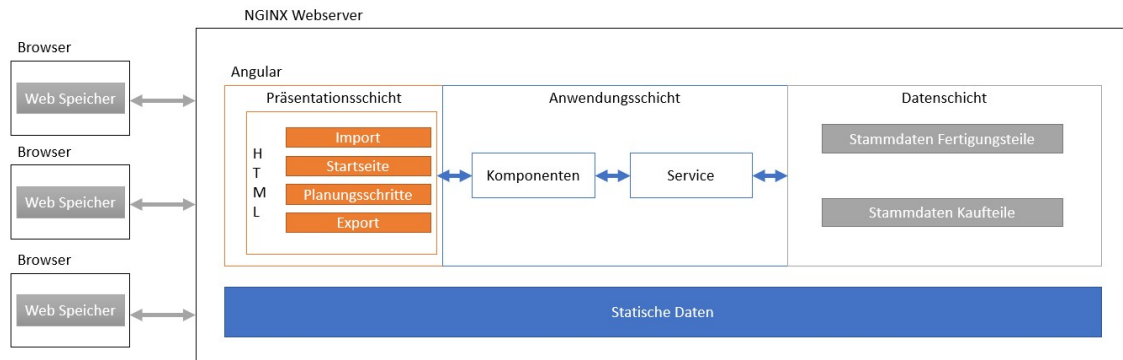 NGINX Webserver
Browser
Web Speicher
Browser
Web Speicher
Browser
Web Speicher
Angular
Präsentationsschicht
H
T
M
L
Import
Startseite
Planungsschritte
Export
Anwendungsschicht
Komponenten
Service
Datenschicht
Stammdaten Fertigungsteile
Stammdaten Kaufteile
Statische Daten